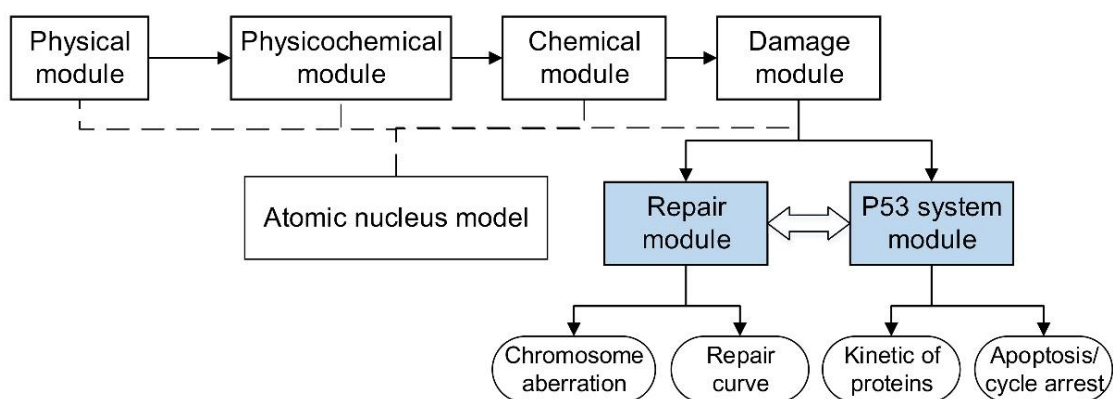 Physical
module
Physicochemical
module
Chemical
module
Damage
module
Atomic nucleus model
Repair
module
P53 system
module
Chromosome
aberration
Repair
curve
Kinetic of
proteins
Apoptosis/
cycle arrest